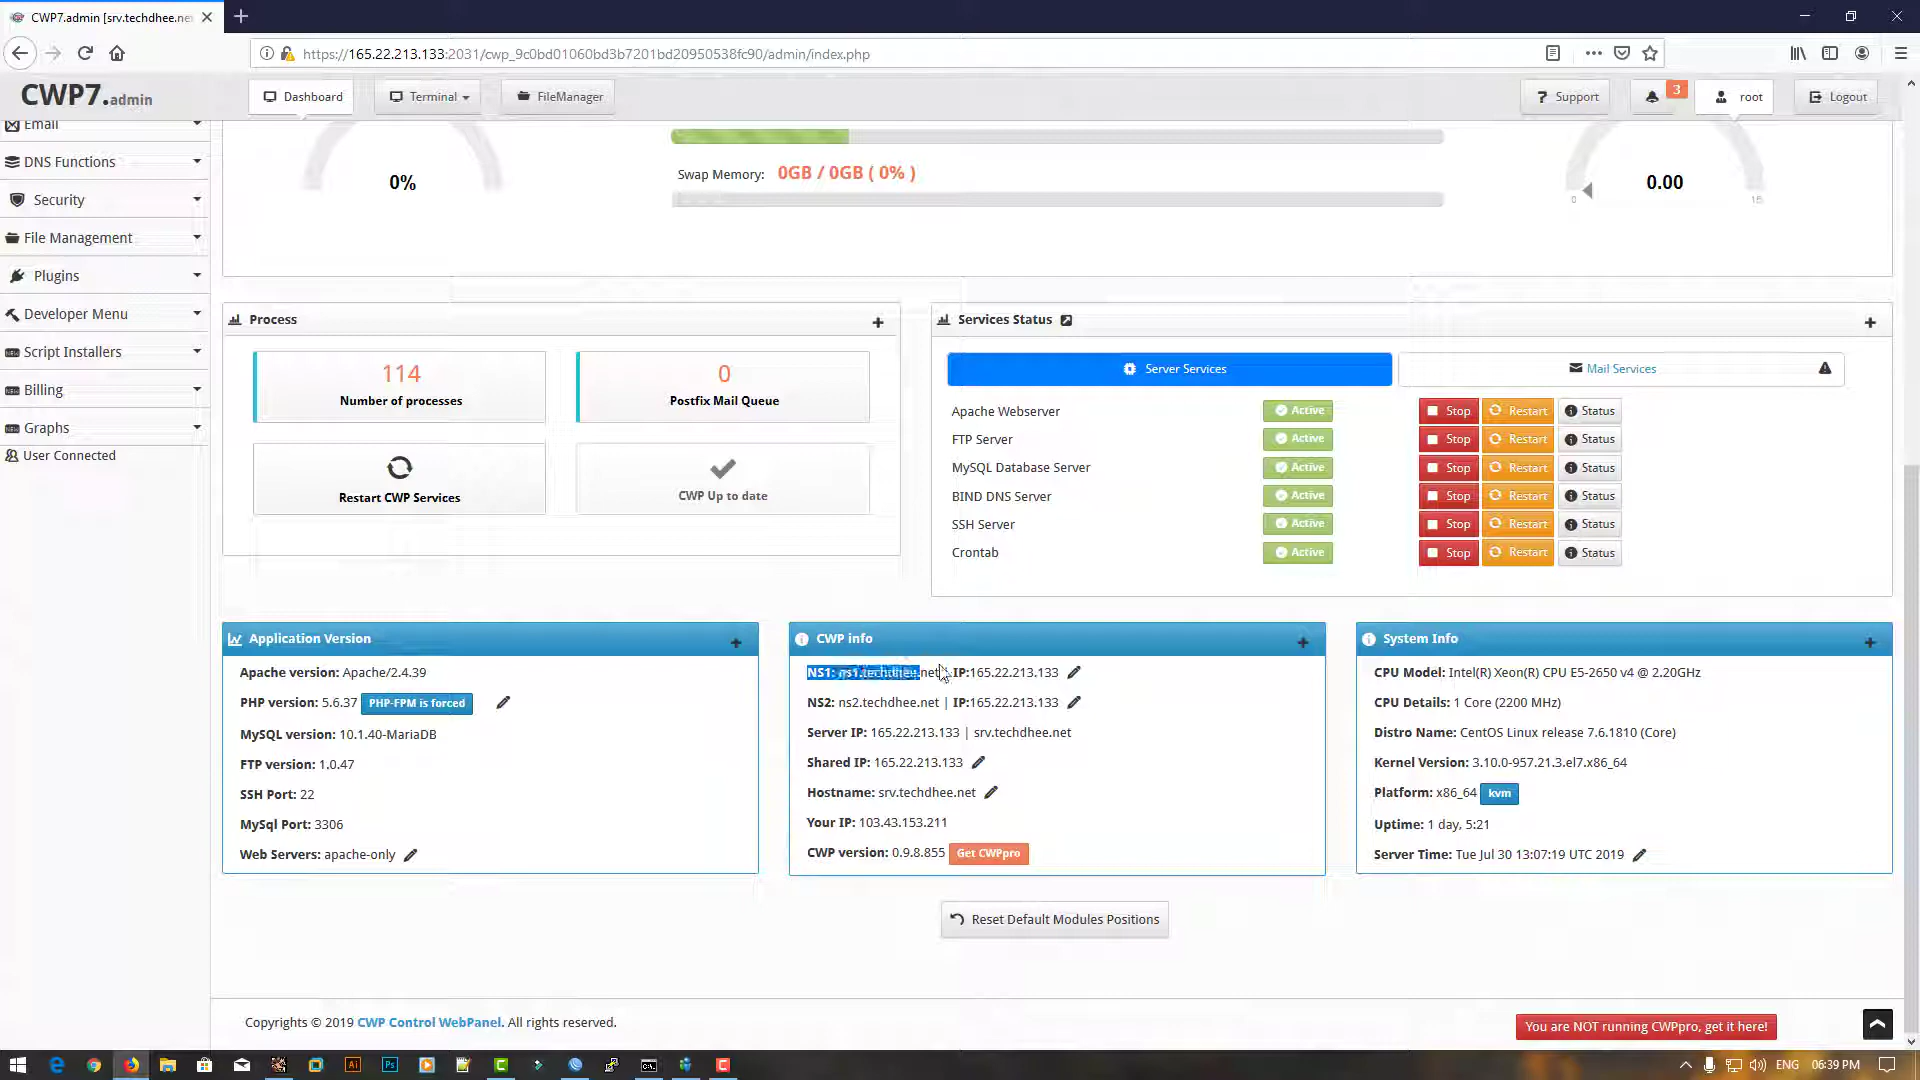 CWP7.admin [srv.techdhee.net
https://165.22.213.133:2031/cwp_9c0bd01060bd3b7201bd20950538fc90/admin/index.php
CWP7.admin
Dashboard
Terminal
FileManager
Support
3
root
Logout
Email
DNS Functions
Security
File Management
Plugins
Developer Menu
Script Installers
Billing
Graphs
User Connected
0%
Swap Memory: 0GB / 0GB ( 0% )
0.00
0
Process
114
Number of processes
0
Postfix Mail Queue
Restart CWP Services
CWP Up to date
Services Status
Server Services
Mail Services
Apache Webserver Active Stop Restart Status
FTP Server Active Stop Restart Status
MySQL Database Server Active Stop Restart Status
BIND DNS Server Active Stop Restart Status
SSH Server Active Stop Restart Status
Crontab Active Stop Restart Status
Application Version
Apache version: Apache/2.4.39
PHP version: 5.6.37 PHP-FPM is forced
MySQL version: 10.1.40-MariaDB
FTP version: 1.0.47
SSH Port: 22
MySql Port: 3306
Web Servers: apache-only
CWP info
NS1: ns1.techdhee.net | IP:165.22.213.133
NS2: ns2.techdhee.net | IP:165.22.213.133
Server IP: 165.22.213.133 | srv.techdhee.net
Shared IP: 165.22.213.133
Hostname: srv.techdhee.net
Your IP: 103.43.153.211
CWP version: 0.9.8.855 Get CWPpro
System Info
CPU Model: Intel(R) Xeon(R) CPU E5-2650 v4 @ 2.20GHz
CPU Details: 1 Core (2200 MHz)
Distro Name: CentOS Linux release 7.6.1810 (Core)
Kernel Version: 3.10.0-957.21.3.el7.x86_64
Platform: x86_64 kvm
Uptime: 1 day, 5:21
Server Time: Tue Jul 30 13:07:19 UTC 2019
Reset Default Modules Positions
Copyrights © 2019 CWP Control WebPanel. All rights reserved.
You are NOT running CWPpro, get it here!
ENG
06:39 PM